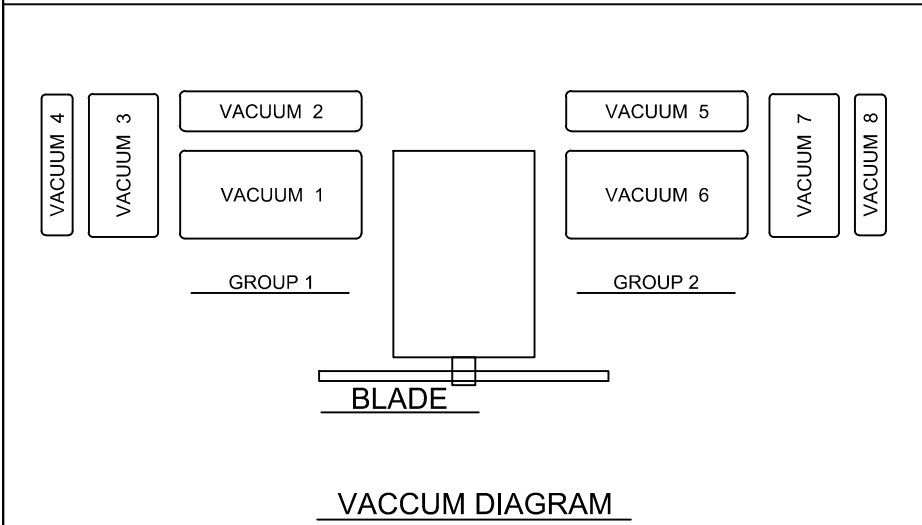 VACUUM 4
VACUUM 3
VACUUM 2
VACUUM 1
GROUP 1
VACUUM 5
VACUUM 6
VACUUM 7
VACUUM 8
GROUP 2
BLADE
VACCUM DIAGRAM